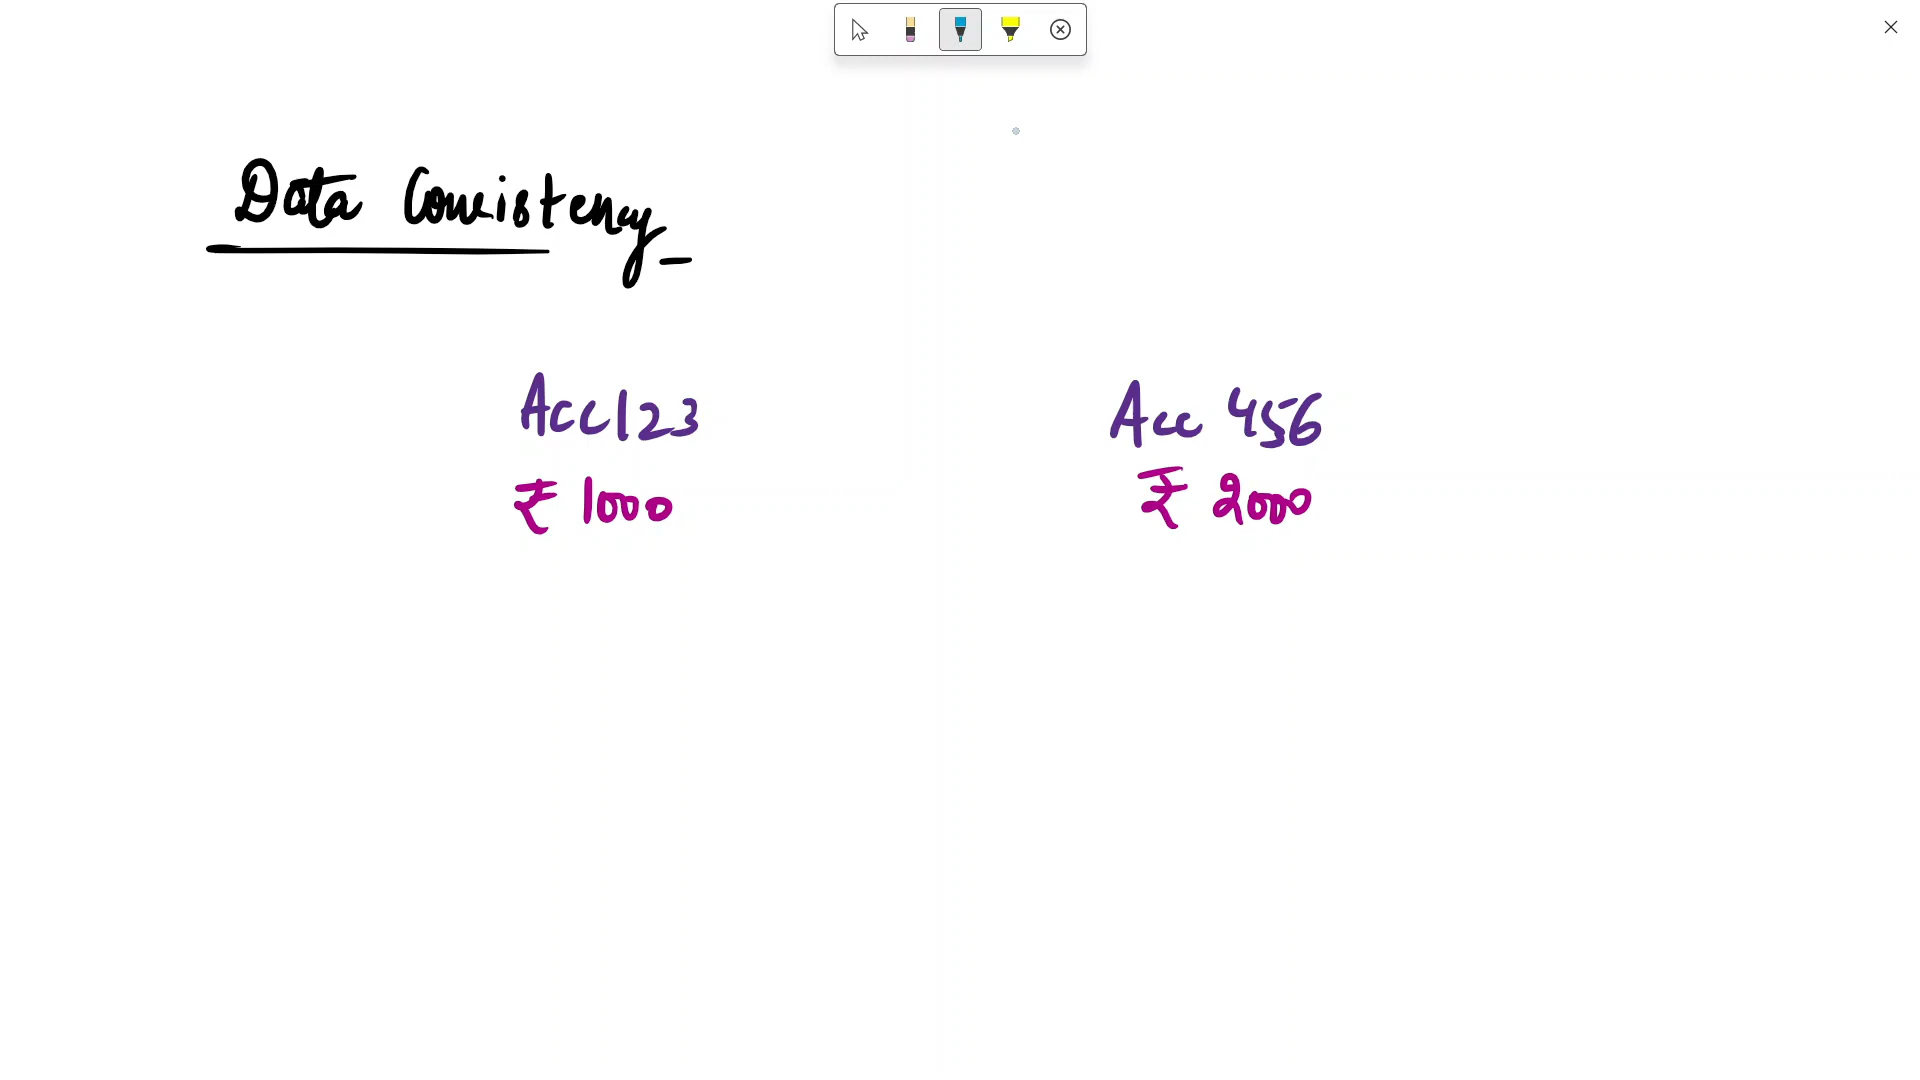 Data Consistency
Acc123 Acc 456
₹ 1000 ₹ 2000